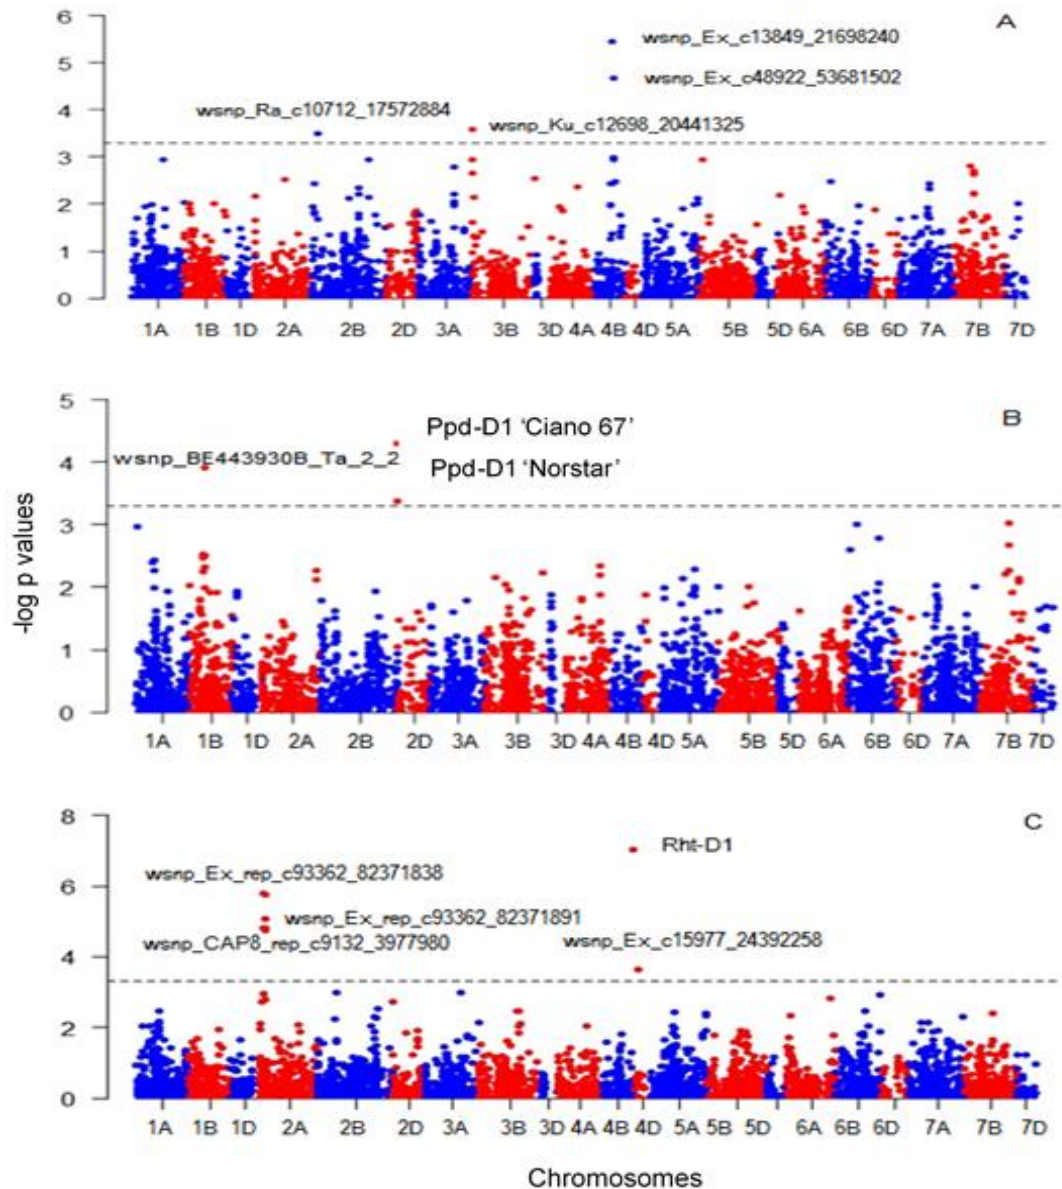 A
6
5
4
3
2
1
0
wsnp_Ex_c13849_21698240
wsnp_Ex_c48922_53681502
wsnp_Ra_c10712_17572884
wsnp_Ku_c12698_20441325
1A 1B 1D 2A 2B 2D 3A 3B 3D 4A 4B 4D 5A 5B 5D 6A 6B 6D 7A 7B 7D
B
5
4
3
2
1
0
Ppd-D1 ‘Ciano 67’
wsnp_BE443930B_Ta_2_2
Ppd-D1 ‘Norstar’
-log p values
1A 1B 1D 2A 2B 2D 3A 3B 3D 4A 4B 4D 5A 5B 5D 6A 6B 6D 7A 7B 7D
C
8
6
4
2
0
Rht-D1
wsnp_Ex_rep_c93362_82371838
wsnp_Ex_rep_c93362_82371891
wsnp_CAP8_rep_c9132_3977980
wsnp_Ex_c15977_24392258
1A 1B 1D 2A 2B 2D 3A 3B 3D 4A 4B 4D 5A 5B 5D 6A 6B 6D 7A 7B 7D
Chromosomes